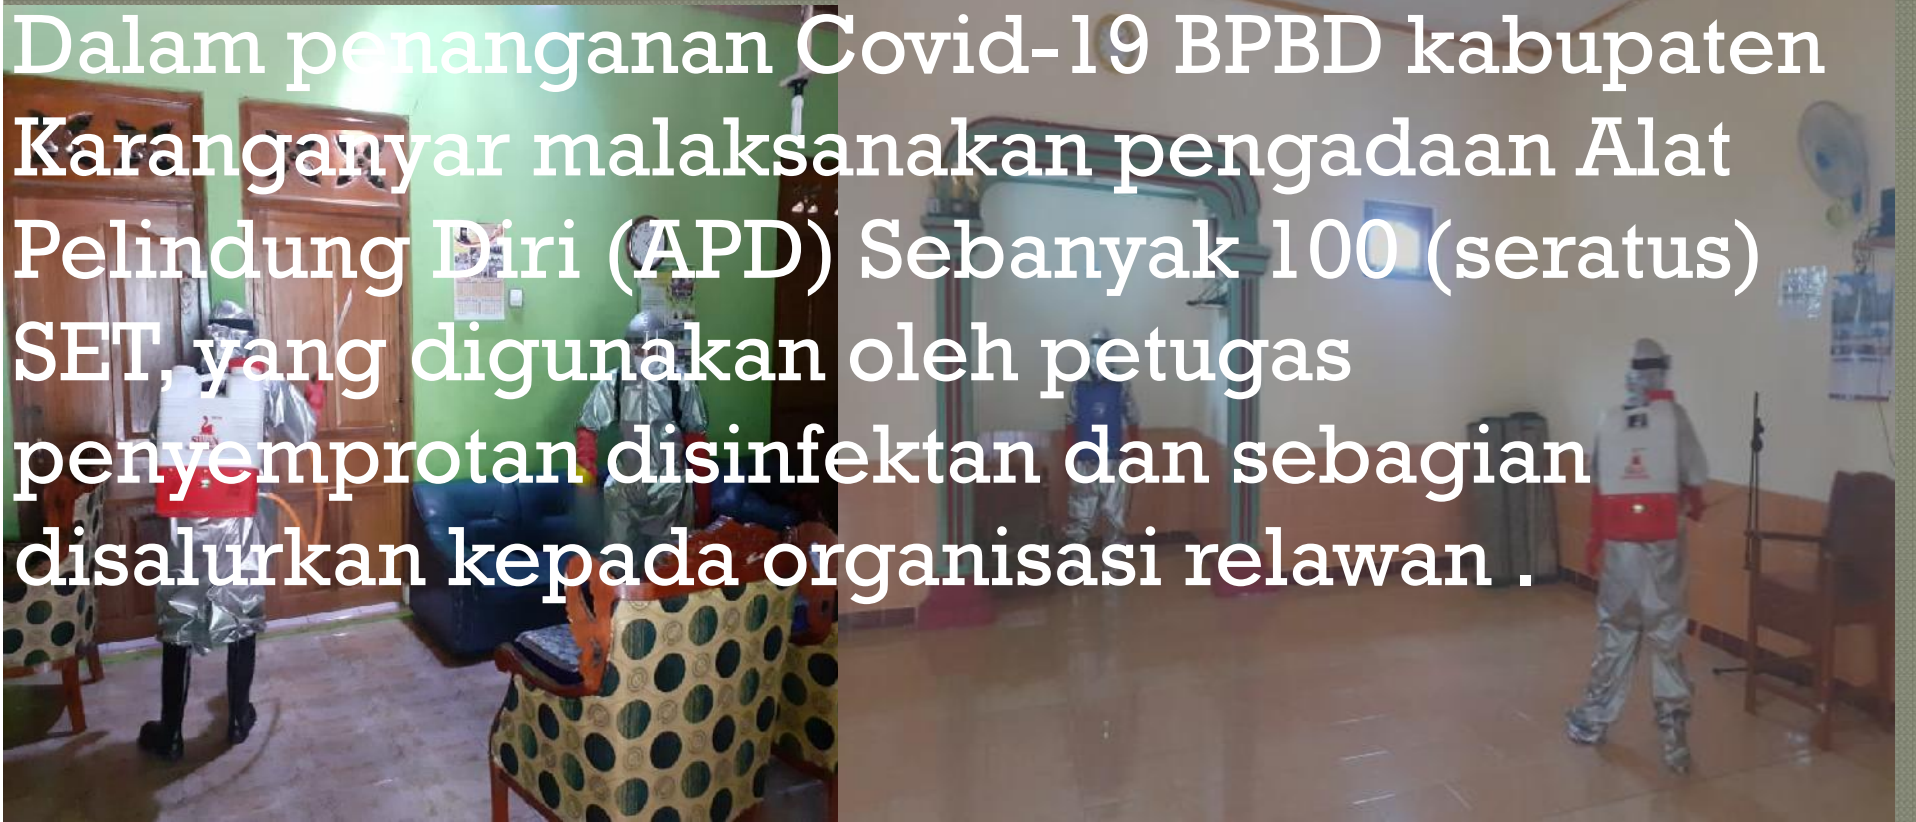 Dalam penanganan Covid-19 BPBD kabupaten
Karanganyar malaksanakan pengadaan Alat
Pelindung Diri (APD) Sebanyak 100 (seratus)
SET, yang digunakan oleh petugas
penyemprotan disinfektan dan sebagian
disalurkan kepada organisasi relawan .